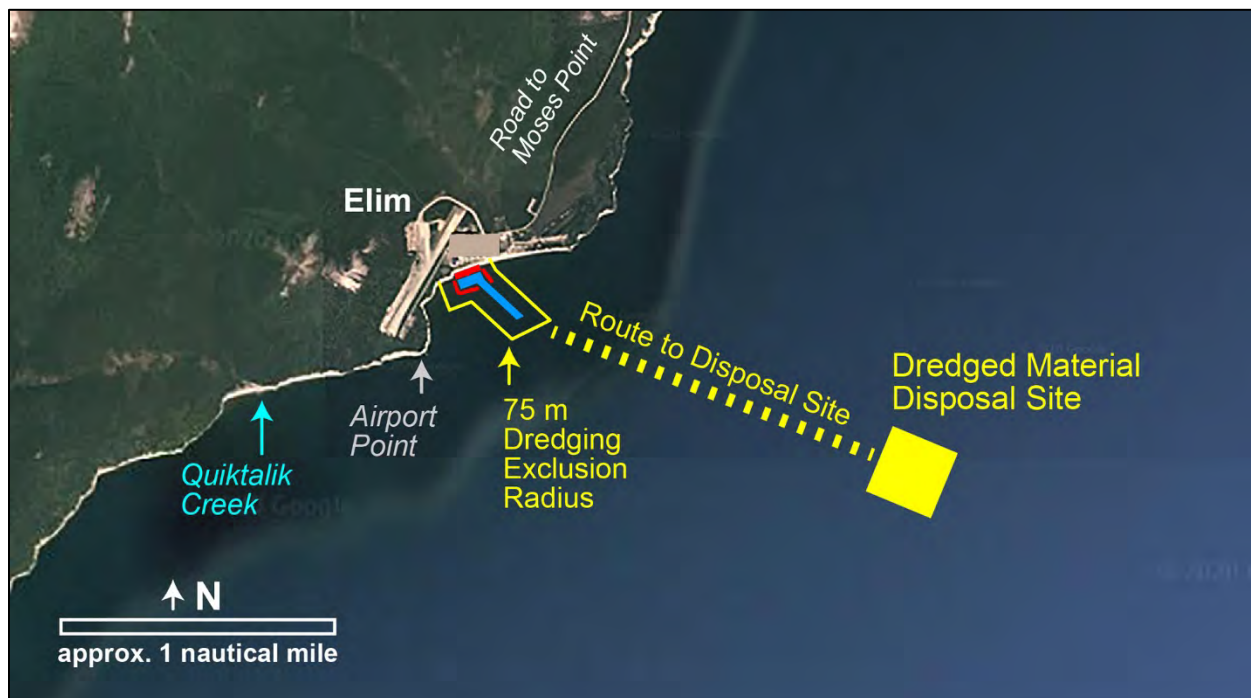 Road to
Moses Point
Elim
Route to Disposal Site
Dredged Material
Disposal Site
Airport
Point
75 m
Dredging
Exclusion
Radius
Quiktalik
Creek
Google
N
approx. 1 nautical mile